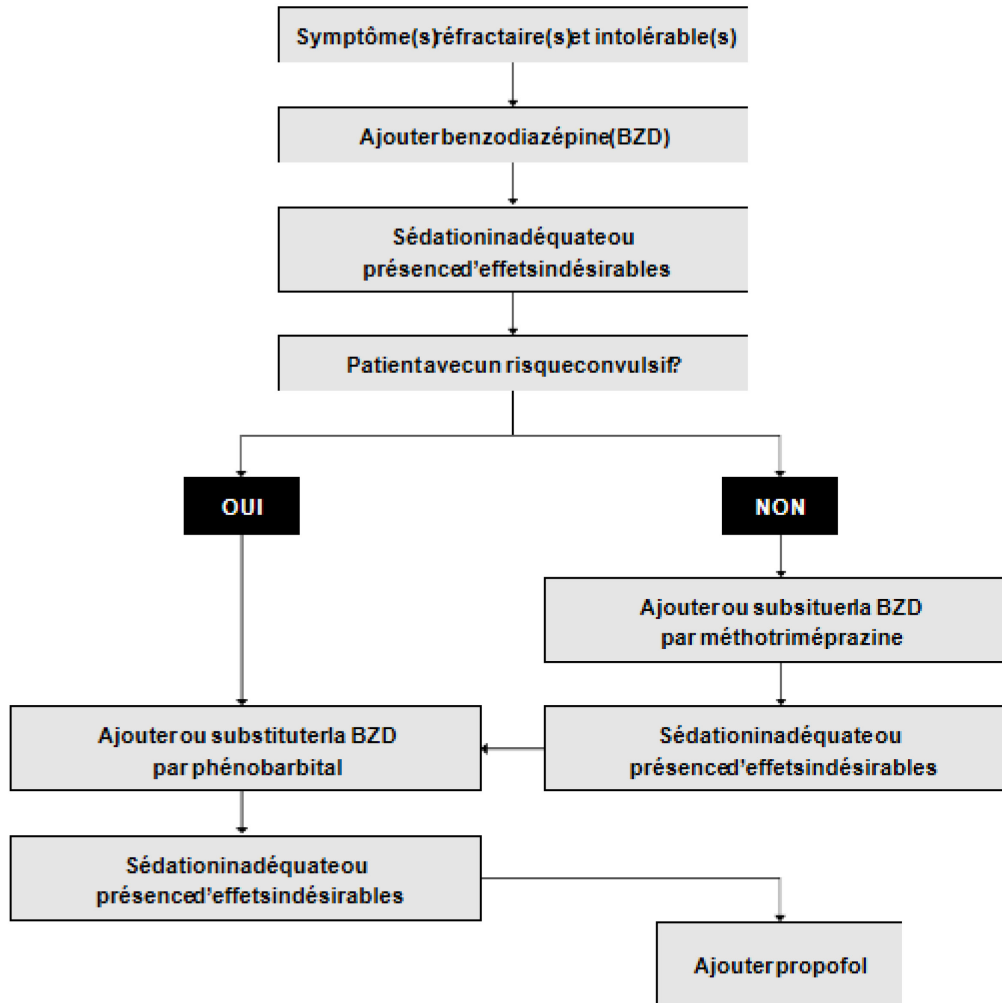 Symptôme(s)réfractaire(s)et intolérable(s)
Ajouterbenzodiazépine(BZD)
Sédationinadéquateou
présenced'effetsindésirables
Patientavecun risqueconvulsif?
OUI
NON
Ajouterou subsituerla BZD
par méthotriméprazine
Ajouterou substituterla BZD
par phénobarbital
Sédationinadéquateou
présenced'effetsindésirables
Sédationinadéquateou
présenced'effetsindésirables
Ajouterpropofol